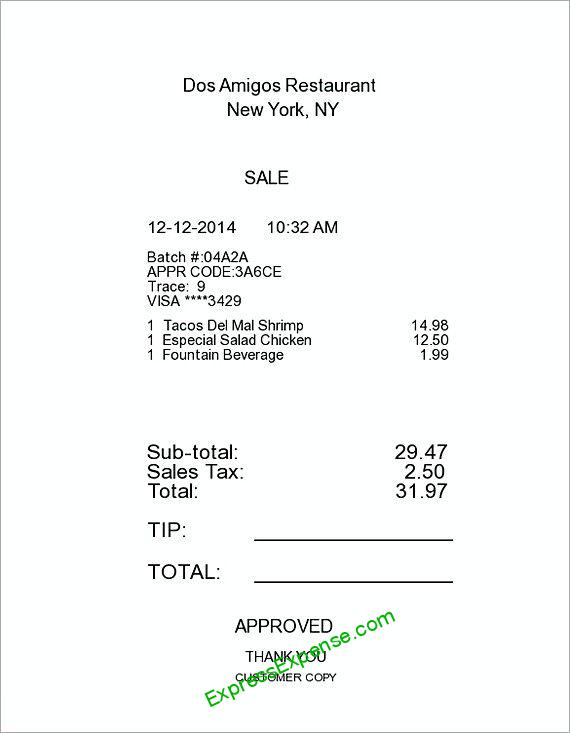 Dos Amigos Restaurant
New York, NY
SALE
12-12-2014 10:32 AM
Batch #:04A2A
APPR CODE:3A6CE
Trace: 9
VISA ****3429
1 Tacos Del Mal Shrimp 14.98
1 Especial Salad Chicken 12.50
1 Fountain Beverage 1.99
Sub-total: 29.47
Sales Tax: 2.50
Total: 31.97
TIP:
TOTAL:
APPROVED
THANK YOU
CUSTOMER COPY
ExpressExpense.com